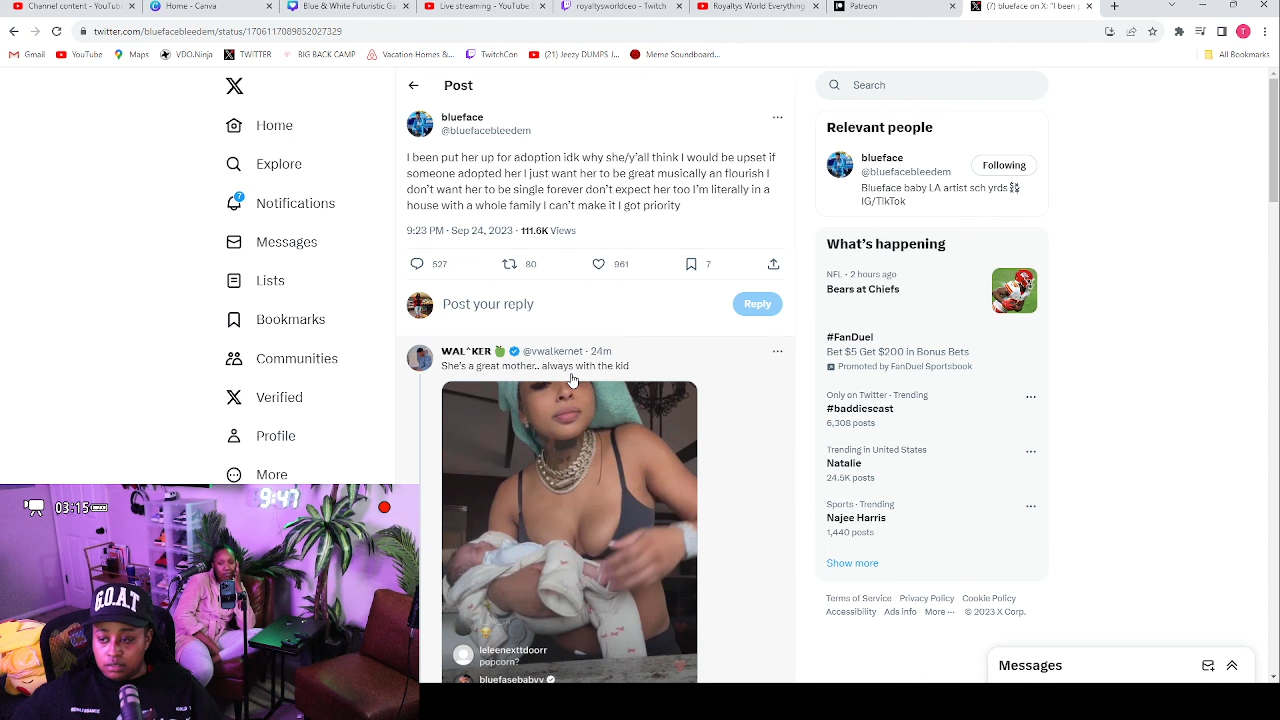 Channel content - YouTub
Home - Canva
Blue & White Futuristic Ga
Live streaming - YouTube
royaltysworldceo - Twitch
Royaltys World Everything
Patreon
(7) blueface on X: "I been p
twitter.com/bluefacebleedem/status/1706117089852027329
Gmail
YouTube
Maps
VDO.Ninja
TWITTER
BIG BACK CAMP
Vacation Homes&...
TwitchCon
(21) Jeezy DUMPS J...
Meme Soundboard...
All Bookmarks
Home
Explore
7
Notifications
Messages
Lists
Bookmarks
Communities
Verified
Profile
More
Post
blueface
@bluefacebleedem
I been put her up for adoption idk why she/y'all think I would be upset if
someone adopted her I just want her to be great musically an flourish I
don't want her to be single forever don't expect her too I'm literally in a
house with a whole family I can't make it I got priority
9:23 PM · Sep 24, 2023 · 111.6K Views
527
80
961
7
Post your reply
Reply
WAL^KER 🍏 @vwalkernet · 24m
She's a great mother.. always with the kid
leleenexttdoorr
popcorn?
bluefasebabyy
Search
Relevant people
blueface
@bluefacebleedem
Following
Blueface baby LA artist sch yrds⛓
IG/TikTok
What's happening
NFL · 2 hours ago
Bears at Chiefs
#FanDuel
Bet $5 Get $200 in Bonus Bets
Promoted by FanDuel Sportsbook
Only on Twitter · Trending
#baddieseast
6,308 posts
Trending in United States
Natalie
24.5K posts
Sports · Trending
Najee Harris
1,440 posts
Show more
Terms of Service Privacy Policy Cookie Policy
Accessibility Ads info More ··· © 2023 X Corp.
Messages
03:15
9:47
G.O.A.T